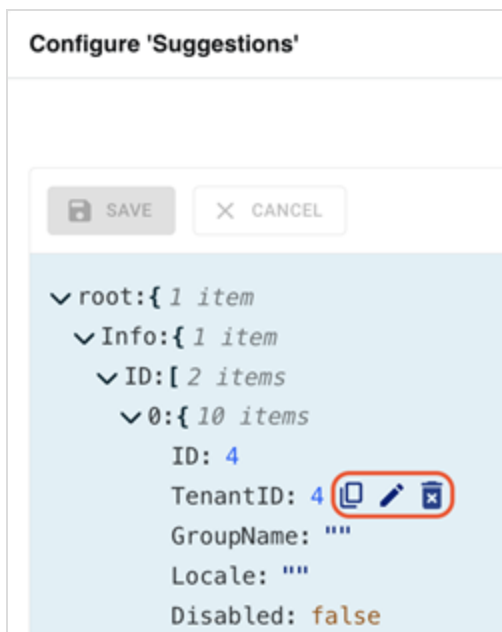 Configure 'Suggestions'
SAVE CANCEL
root:{ 1 item
Info:{ 1 item
ID:[ 2 items
0:{ 10 items
ID: 4
TenantID: 4
GroupName: ""
Locale: ""
Disabled: false